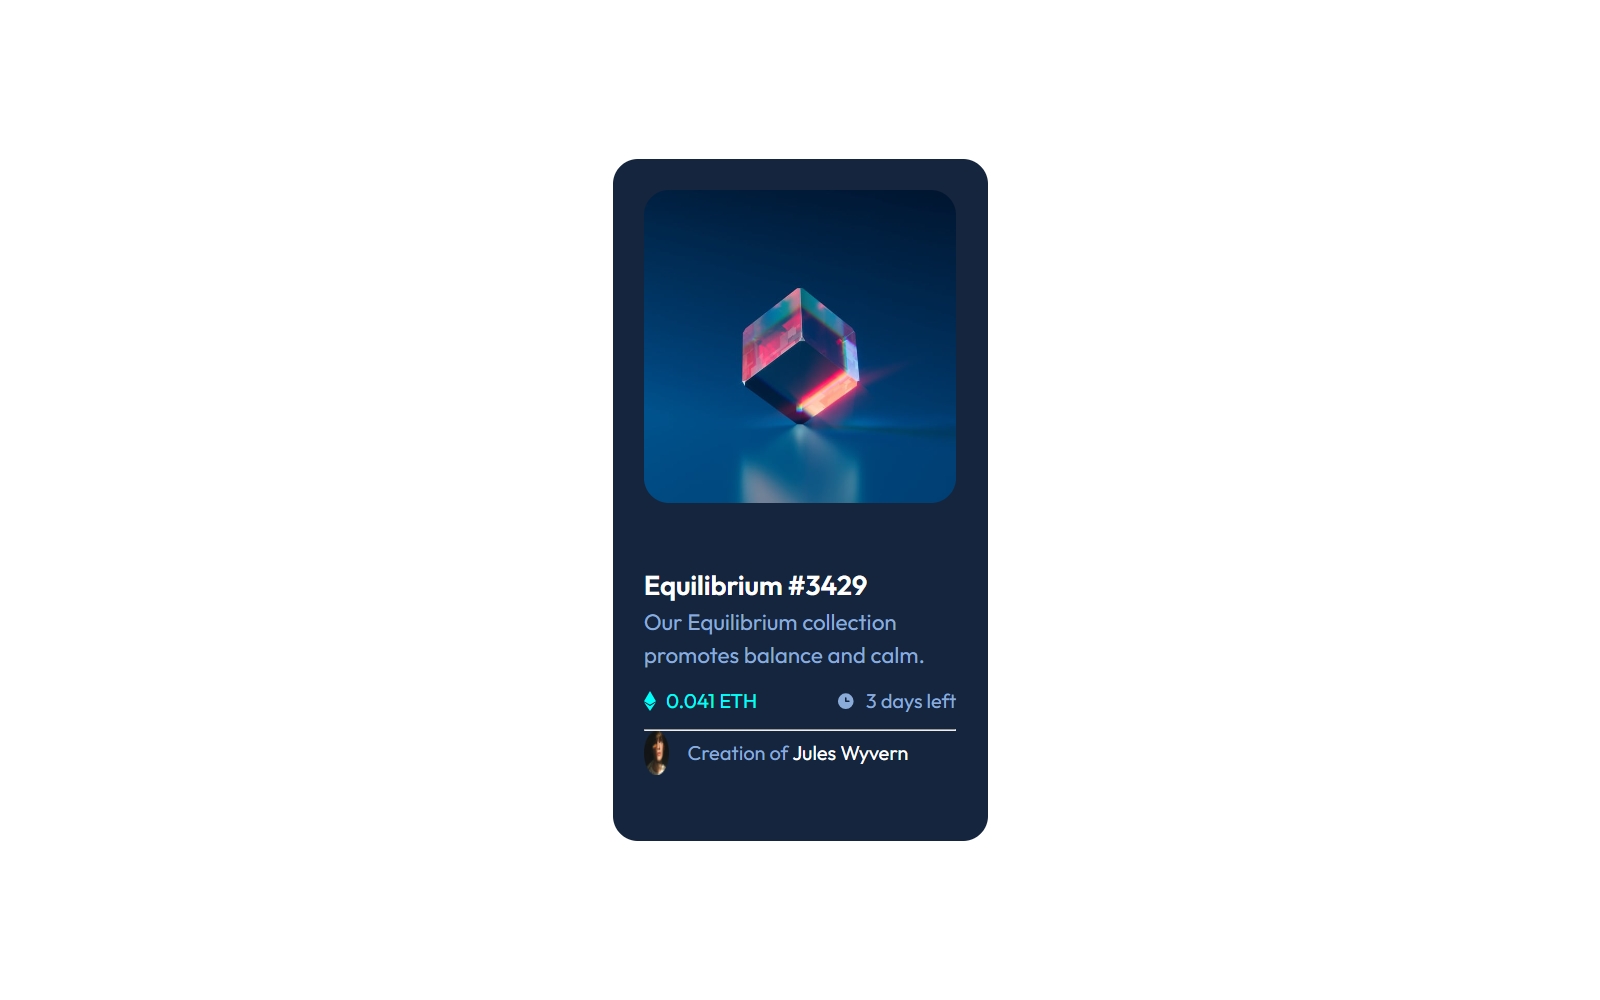 Equilibrium #3429
Our Equilibrium collection
promotes balance and calm.
0.041 ETH
3 days left
Creation of Jules Wyvern